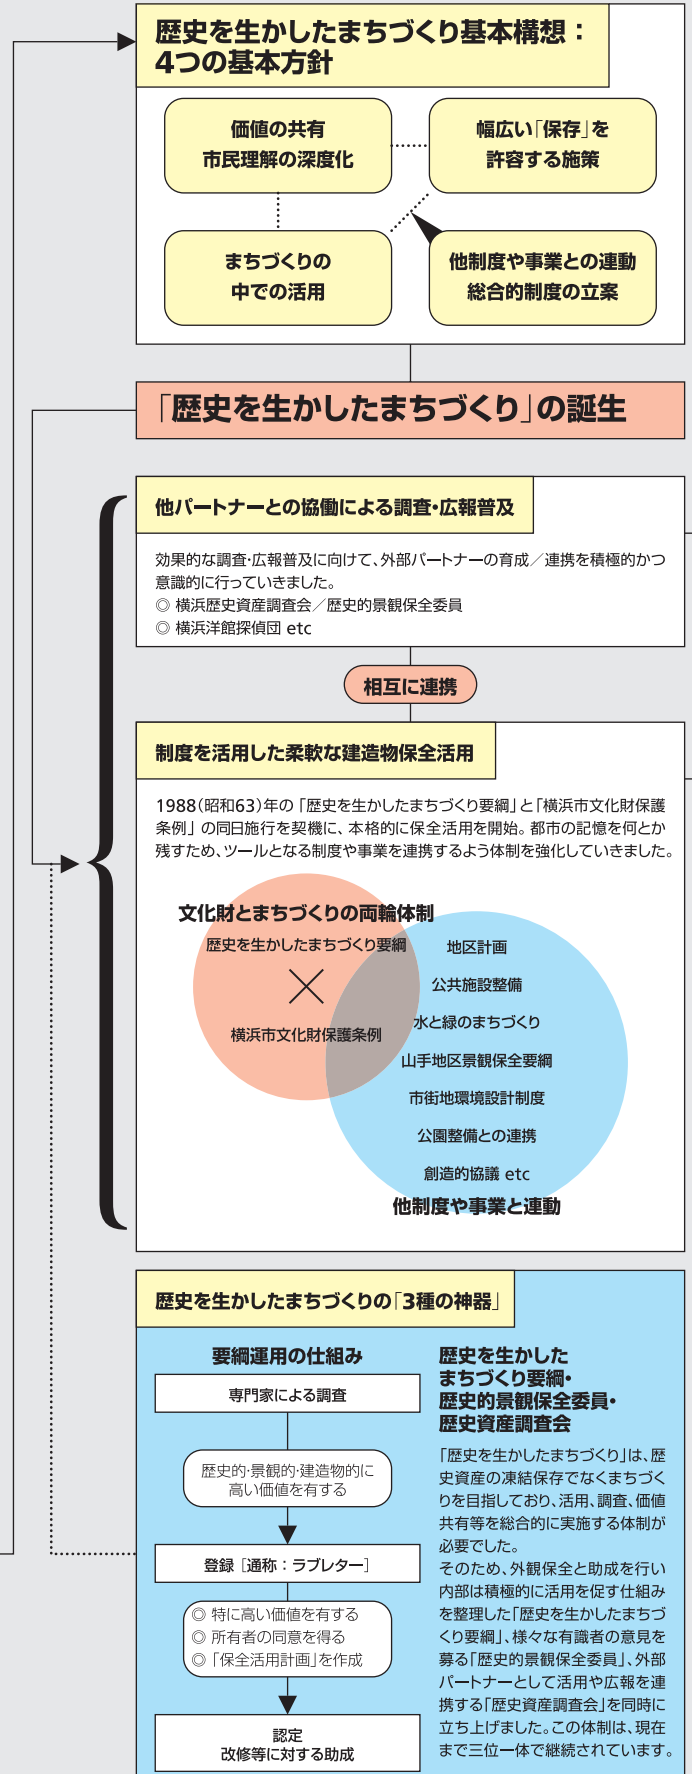 歴史を生かしたまちづくり基本構想：
4つの基本方針
価値の共有
市民理解の深度化
幅広い「保存」を
許容する施策
まちづくりの
中での活用
他制度や事業との連動
総合的制度の立案
「歴史を生かしたまちづくり」の誕生
他パートナーとの協働による調査・広報普及
効果的な調査・広報普及に向けて、外部パートナーの育成／連携を積極的かつ
意識的に行っていきました。
◎ 横浜歴史資産調査会／歴史的景観保全委員
◎ 横浜洋館探偵団 etc
相互に連携
制度を活用した柔軟な建造物保全活用
1988（昭和63）年の「歴史を生かしたまちづくり要綱」と「横浜市文化財保護
条例」の同日施行を契機に、本格的に保全活用を開始。都市の記憶を何とか
残すため、ツールとなる制度や事業を連携するよう体制を強化していきました。
文化財とまちづくりの両輪体制
歴史を生かしたまちづくり要綱
×
横浜市文化財保護条例
地区計画
公共施設整備
水と緑のまちづくり
山手地区景観保全要綱
市街地環境設計制度
公園整備との連携
創造的協議 etc
他制度や事業と連動
歴史を生かしたまちづくりの「3種の神器」
要綱運用の仕組み
専門家による調査
歴史的・景観的・建造物的に
高い価値を有する
登録［通称：ラブレター］
◎ 特に高い価値を有する
◎ 所有者の同意を得る
◎ 「保全活用計画」を作成
認定
改修等に対する助成
歴史を生かした
まちづくり要綱・
歴史的景観保全委員・
歴史資産調査会
「歴史を生かしたまちづくり」は、歴
史資産の凍結保存でなくまちづく
りを目指しており、活用、調査、価値
共有等を総合的に実施する体制が
必要でした。
そのため、外観保全と助成を行い
内部は積極的に活用を促す仕組み
を整理した「歴史を生かしたまちづ
くり要綱」、様々な有識者の意見を
募る「歴史的景観保全委員」、外部
パートナーとして活用や広報を連
携する「歴史資産調査会」を同時に
立ち上げました。この体制は、現在
まで三位一体で継続されています。